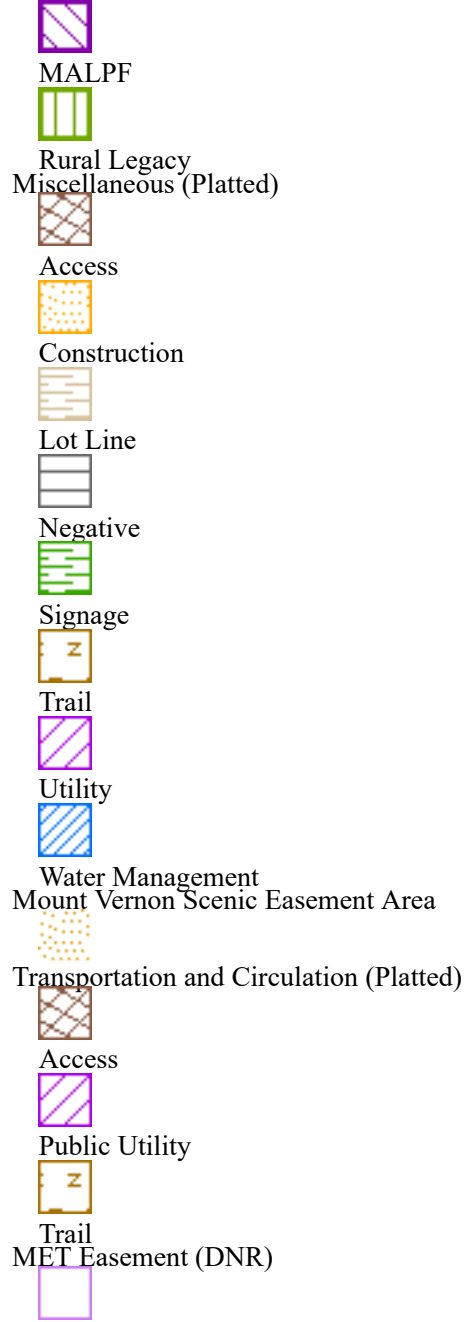 MALPF
Rural Legacy
Miscellaneous (Platted)
Access
Construction
Lot Line
Negative
Signage
Trail
Utility
Water Management
Mount Vernon Scenic Easement Area
Transportation and Circulation (Platted)
Access
Public Utility
Trail
MET Easement (DNR)